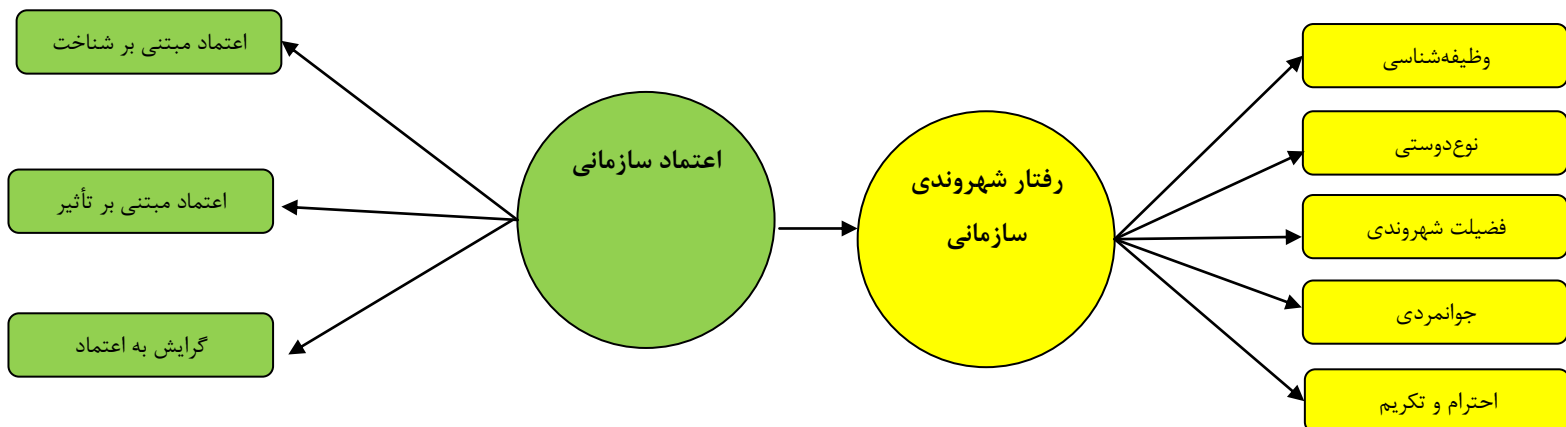 اعتماد مبتنی بر شناخت
اعتماد مبتنی بر تأثیر
گرایش به اعتماد
اعتماد سازمانی
رفتار شهروندی
سازمانی
وظیفه‌شناسی
نوع‌دوستی
فضیلت شهروندی
جوانمردی
احترام و تکریم